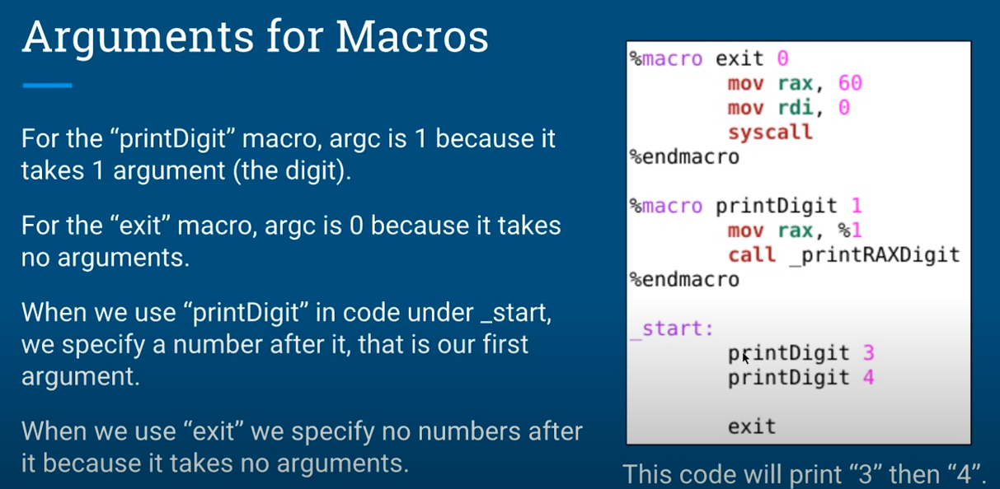 Arguments for Macros
For the “printDigit” macro, argc is 1 because it
takes 1 argument (the digit).
For the “exit” macro, argc is 0 because it takes
no arguments.
When we use “printDigit” in code under _start,
we specify a number after it, that is our first
argument.
When we use “exit” we specify no numbers after
it because it takes no arguments.
%macro exit 0
mov rax, 60
mov rdi, 0
syscall
%endmacro
%macro printDigit 1
mov rax, %1
call _printRAXDigit
%endmacro
_start:
printDigit 3
printDigit 4
exit
This code will print “3” then “4”.